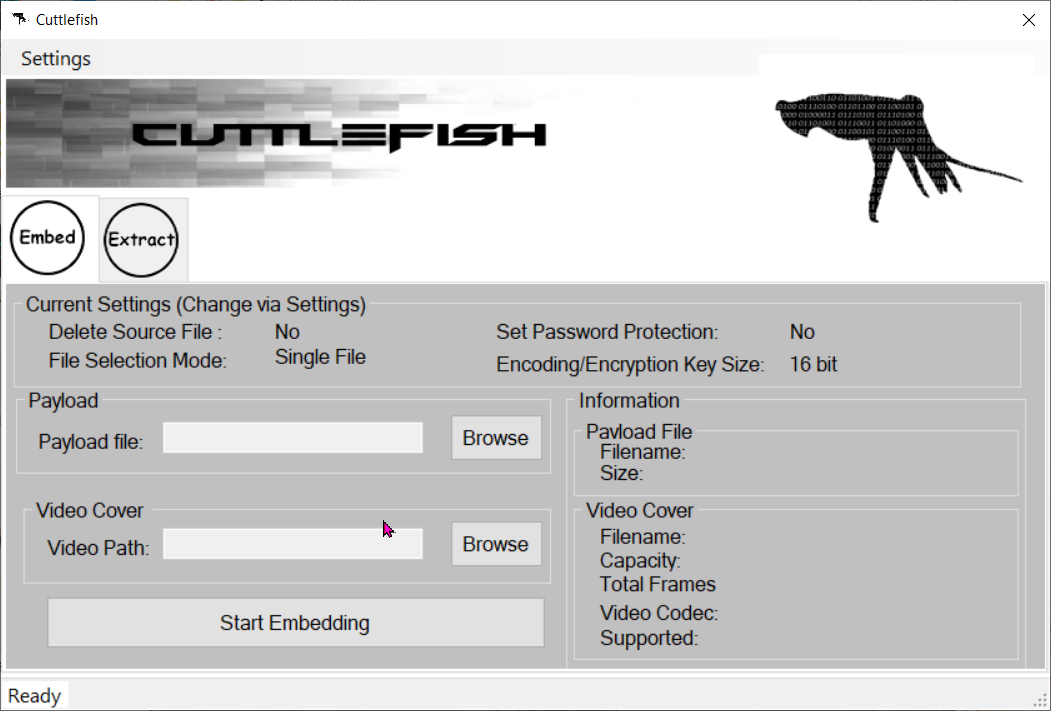 Cuttlefish
Settings
CUTTLEFISH
Embed
Extract
Current Settings (Change via Settings)
Delete Source File : No
Set Password Protection: No
File Selection Mode: Single File
Encoding/Encryption Key Size: 16 bit
Payload
Payload file:
Browse
Video Cover
Video Path:
Browse
Start Embedding
Information
Payload File
Filename:
Size:
Video Cover
Filename:
Capacity:
Total Frames
Video Codec:
Supported:
Ready